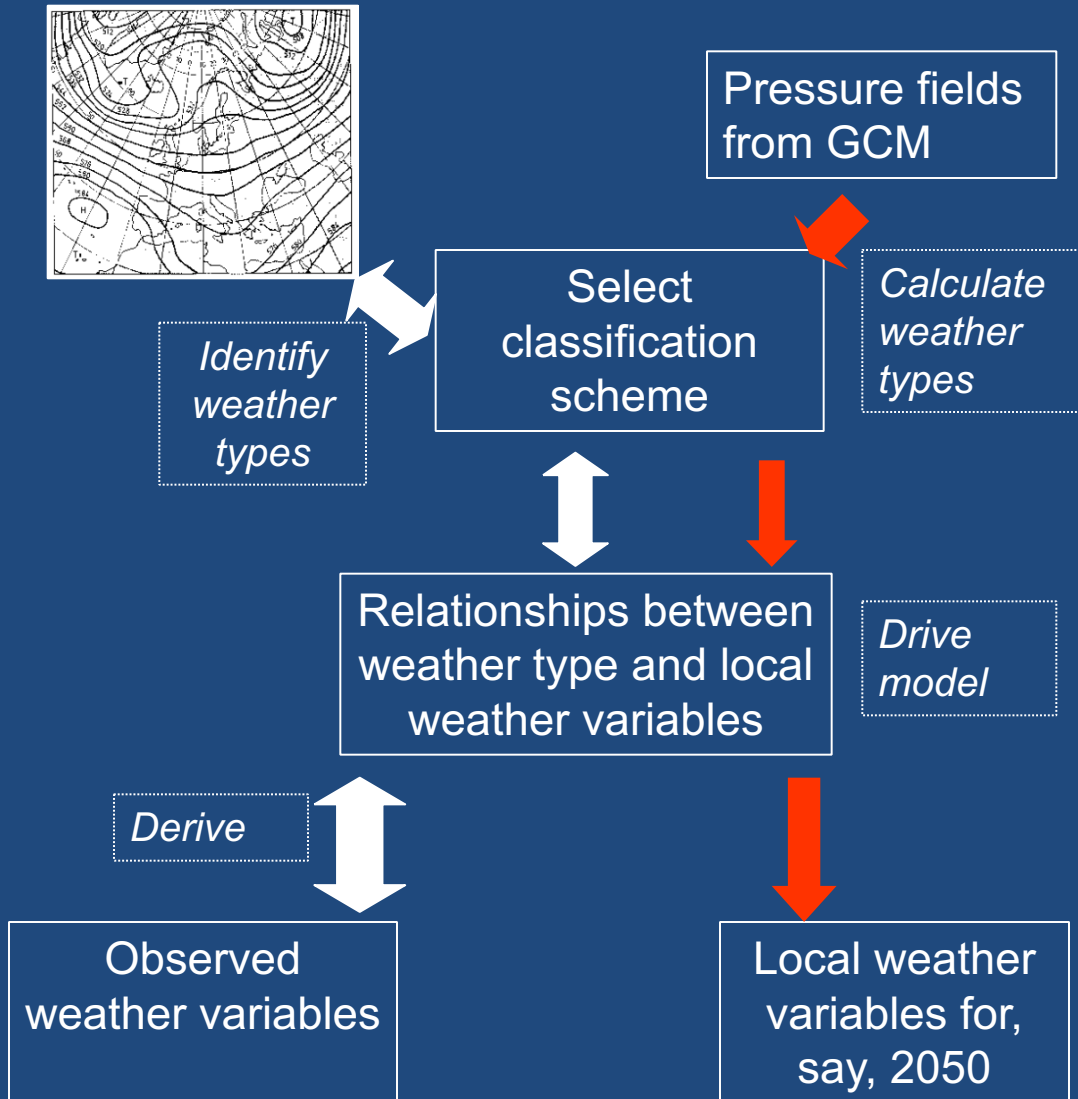 Pressure fields
from GCM
Select
classification
scheme
Calculate
weather
types
Identify
weather
types
Relationships between
weather type and local
weather variables
Drive
model
Derive
Observed
weather variables
Local weather
variables for,
say, 2050